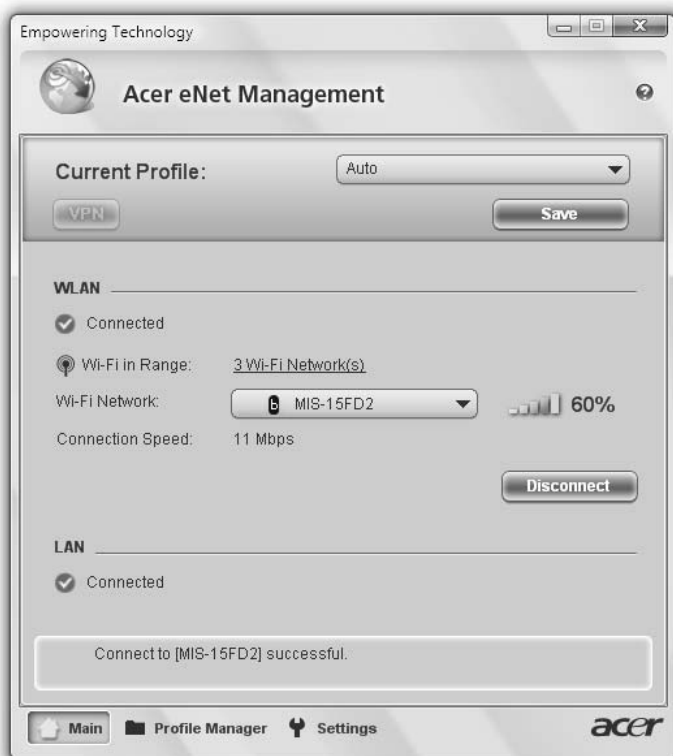 Empowering Technology
Acer eNet Management
Current Profile: Auto
VPN Save
WLAN
Connected
Wi-Fi in Range: 3 Wi-Fi Network(s)
Wi-Fi Network: b MIS-15FD2 60%
Connection Speed: 11 Mbps
Disconnect
LAN
Connected
Connect to [MIS-15FD2] successful.
Main Profile Manager Settings acer